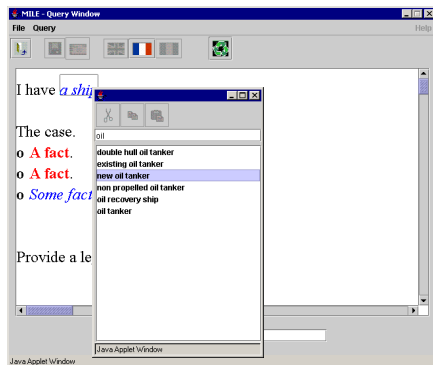 MILE - Query Window
File Query Help
I have a ship
The case.
o A fact.
o A fact.
o Some fact
Provide a le
oil
double hull oil tanker
existing oil tanker
new oil tanker
non propelled oil tanker
oil recovery ship
oil tanker
Java Applet Window
Java Applet Window